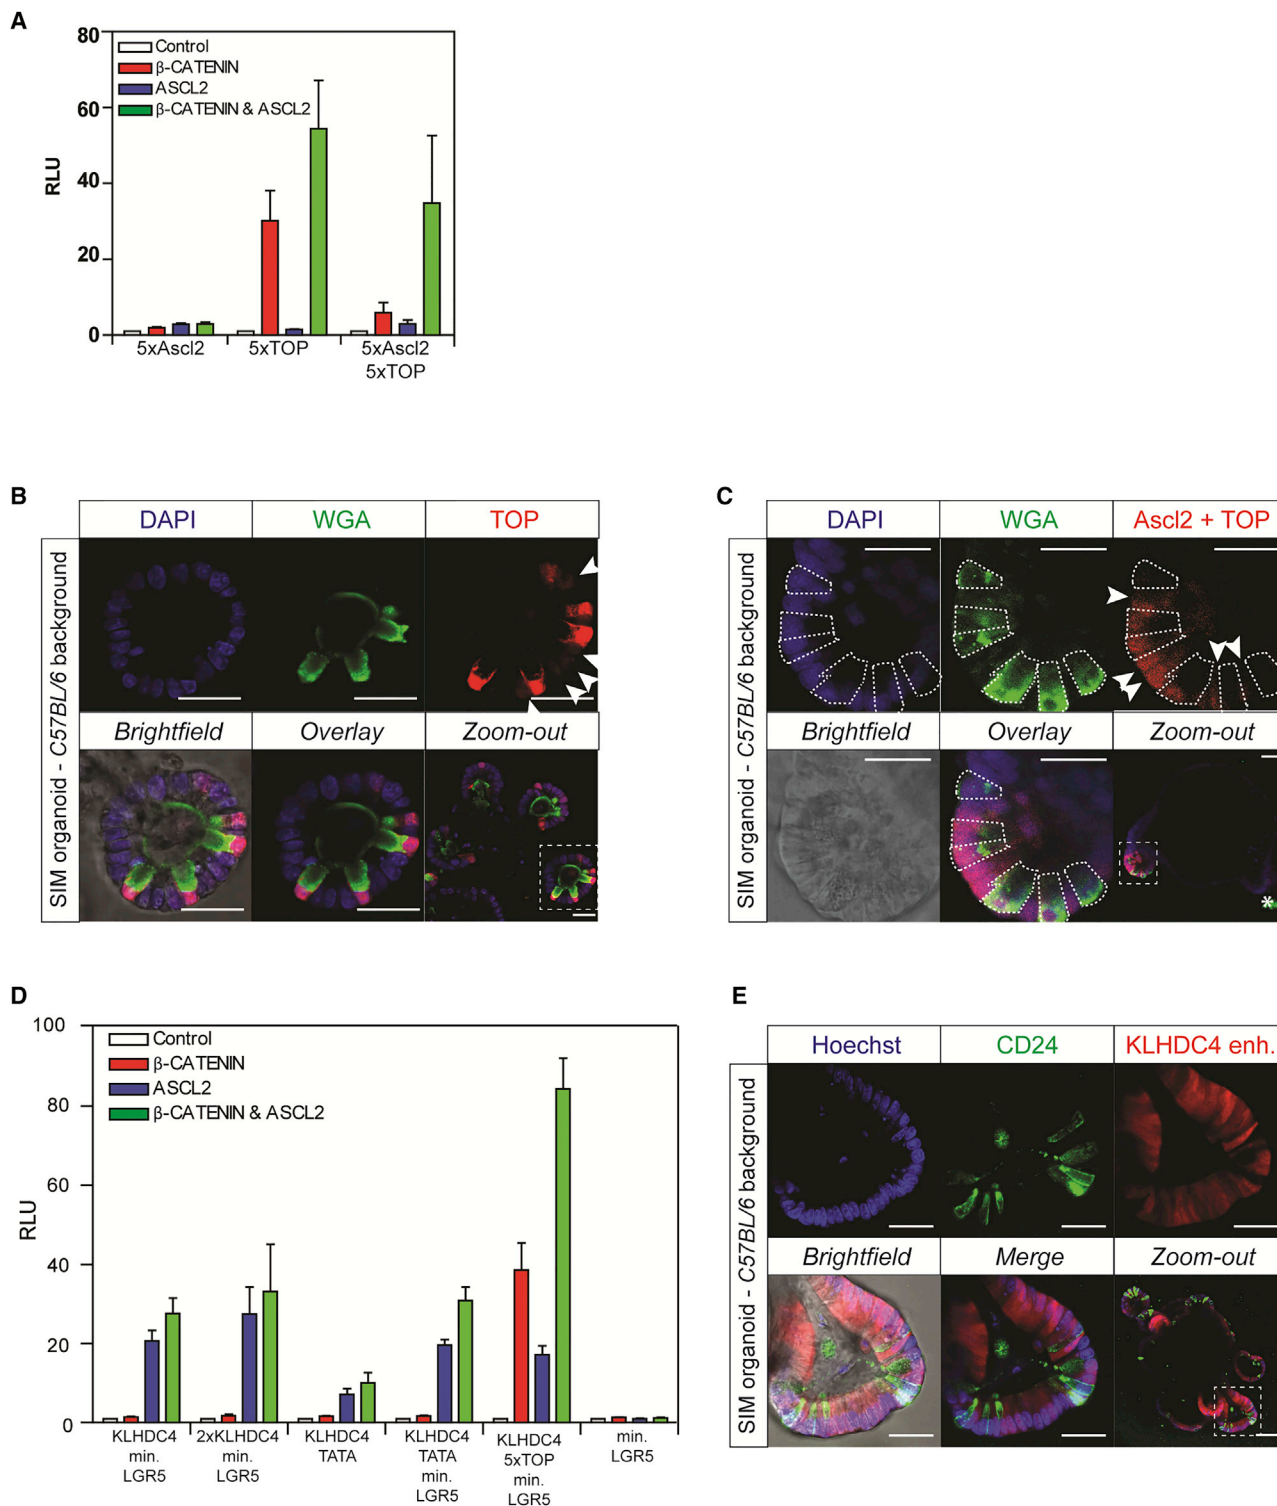 A
80
60
40
20
0
RLU
Control
β-CATENIN
ASCL2
β-CATENIN & ASCL2
5xAscl2
5xTOP
5xAscl2
5xTOP
B
SIM organoid - C57BL/6 background
DAPI
WGA
TOP
Brightfield
Overlay
Zoom-out
C
SIM organoid - C57BL/6 background
DAPI
WGA
Ascl2 + TOP
Brightfield
Overlay
Zoom-out
*
D
100
80
60
40
20
0
RLU
Control
β-CATENIN
ASCL2
β-CATENIN & ASCL2
KLHDC4
min.
LGR5
2xKLHDC4
min.
LGR5
KLHDC4
TATA
KLHDC4
TATA
min.
LGR5
KLHDC4
5xTOP
min.
LGR5
min.
LGR5
E
SIM organoid - C57BL/6 background
Hoechst
CD24
KLHDC4 enh.
Brightfield
Merge
Zoom-out